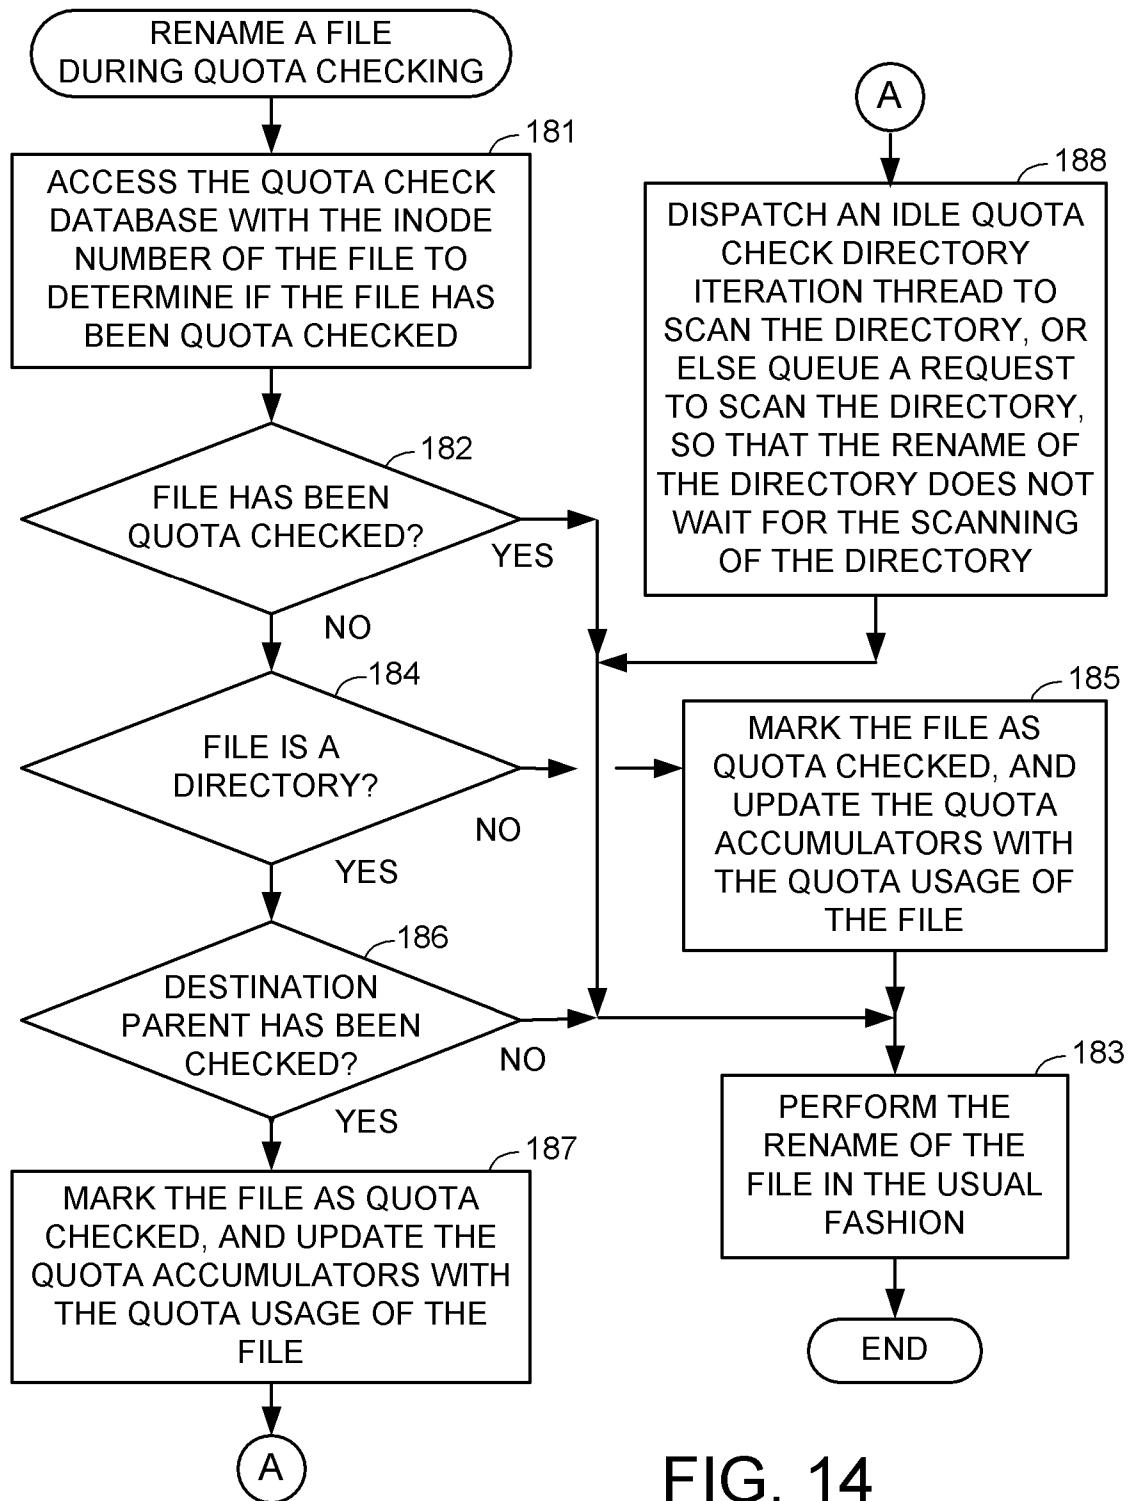 RENAME A FILE
DURING QUOTA CHECKING
181
ACCESS THE QUOTA CHECK
DATABASE WITH THE INODE
NUMBER OF THE FILE TO
DETERMINE IF THE FILE HAS
BEEN QUOTA CHECKED
182
FILE HAS BEEN
QUOTA CHECKED?
YES
NO
184
FILE IS A
DIRECTORY?
NO
YES
186
DESTINATION
PARENT HAS BEEN
CHECKED?
NO
YES
187
MARK THE FILE AS QUOTA
CHECKED, AND UPDATE THE
QUOTA ACCUMULATORS WITH
THE QUOTA USAGE OF THE
FILE
A
A
188
DISPATCH AN IDLE QUOTA
CHECK DIRECTORY
ITERATION THREAD TO
SCAN THE DIRECTORY, OR
ELSE QUEUE A REQUEST
TO SCAN THE DIRECTORY,
SO THAT THE RENAME OF
THE DIRECTORY DOES NOT
WAIT FOR THE SCANNING
OF THE DIRECTORY
185
MARK THE FILE AS
QUOTA CHECKED, AND
UPDATE THE QUOTA
ACCUMULATORS WITH
THE QUOTA USAGE OF
THE FILE
183
PERFORM THE
RENAME OF THE
FILE IN THE USUAL
FASHION
END
FIG. 14